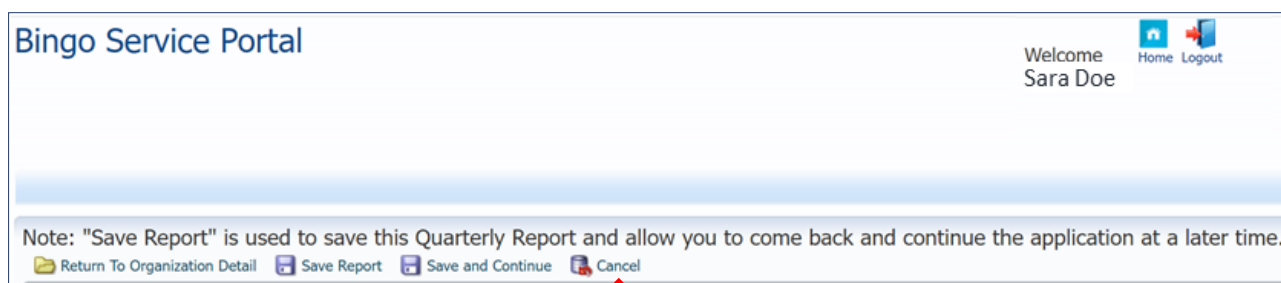 Bingo Service Portal
Welcome
Sara Doe
Home Logout
Note: "Save Report" is used to save this Quarterly Report and allow you to come back and continue the application at a later time.
Return To Organization Detail Save Report Save and Continue Cancel